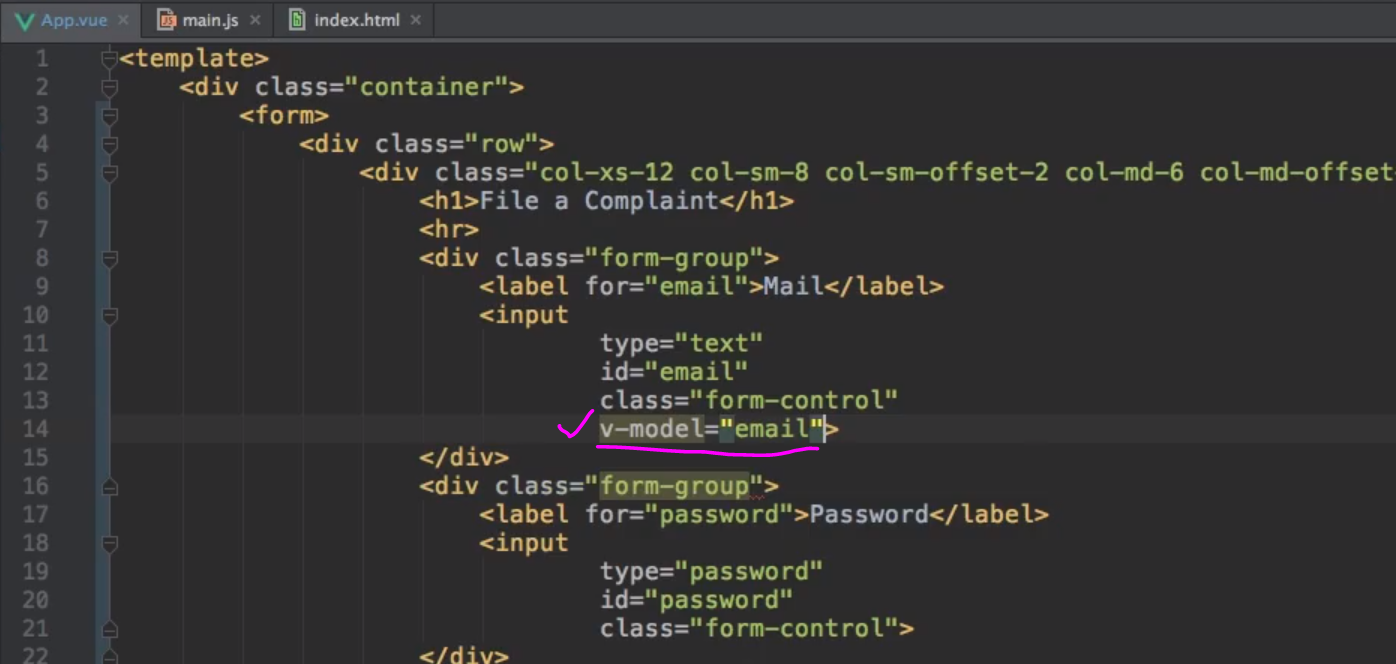 App.vue × main.js × index.html ×
1 <template>
2 <div class="container">
3 <form>
4 <div class="row">
5 <div class="col-xs-12 col-sm-8 col-sm-offset-2 col-md-6 col-md-offset-
6 <h1>File a Complaint</h1>
7 <hr>
8 <div class="form-group">
9 <label for="email">Mail</label>
10 <input
11 type="text"
12 id="email"
13 class="form-control"
14 v-model="email">
15 </div>
16 <div class="form-group">
17 <label for="password">Password</label>
18 <input
19 type="password"
20 id="password"
21 class="form-control">
22 </div>